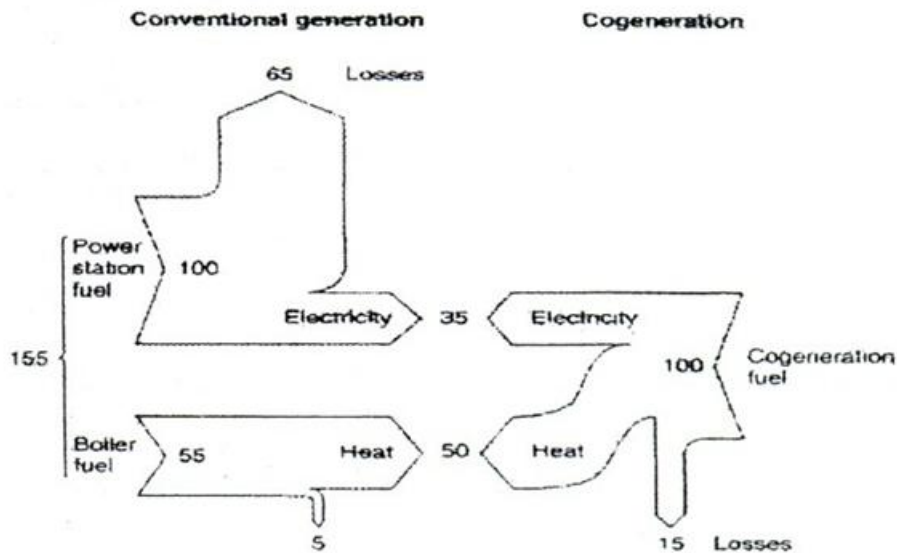 Conventional generation
Cogeneration
65 Losses
Power
station
fuel
100
Electricity
35
Electricity
155
100
Cogeneration
fuel
Boiler
fuel
55
Heat
50
Heat
5
15 Losses